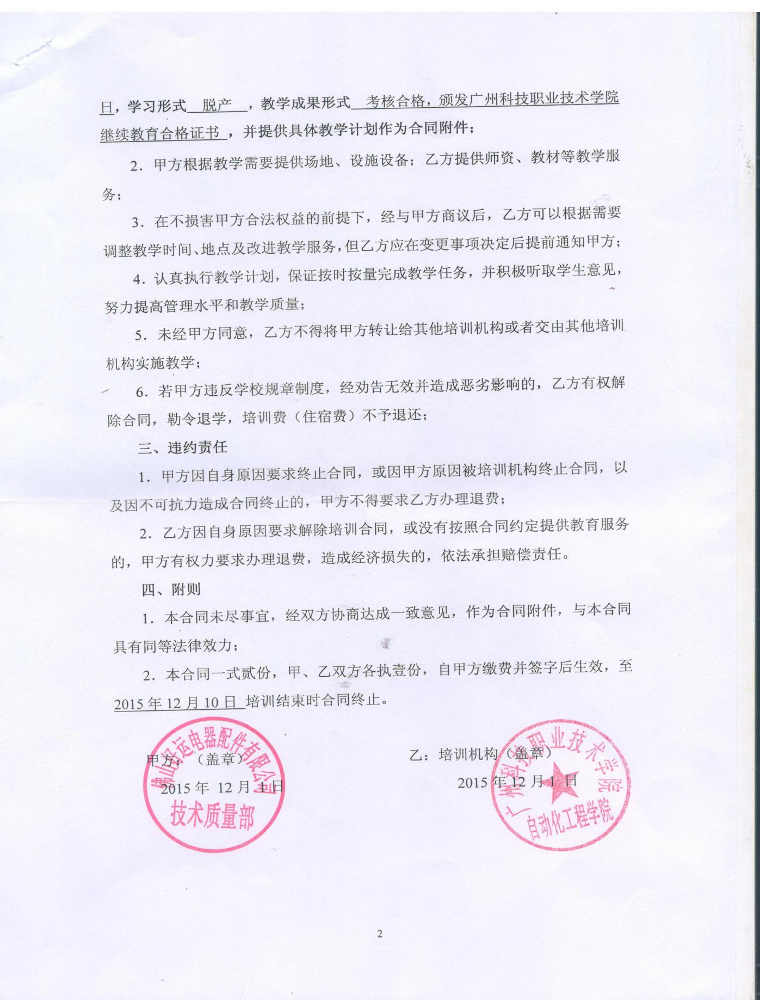 日，学习形式 脱产 ，教学成果形式 考核合格，颁发广州科技职业技术学院
继续教育合格证书 ，并提供具体教学计划作为合同附件；
2．甲方根据教学需要提供场地、设施设备；乙方提供师资、教材等教学服
务；
3．在不损害甲方合法权益的前提下，经与甲方商议后，乙方可以根据需要
调整教学时间、地点及改进教学服务，但乙方应在变更事项决定后提前通知甲方；
4．认真执行教学计划，保证按时按量完成教学任务，并积极听取学生意见，
努力提高管理水平和教学质量；
5．未经甲方同意，乙方不得将甲方转让给其他培训机构或者交由其他培训
机构实施教学；
6．若甲方违反学校规章制度，经劝告无效并造成恶劣影响的，乙方有权解
除合同，勒令退学，培训费（住宿费）不予退还；
三、违约责任
1．甲方因自身原因要求终止合同，或因甲方原因被培训机构终止合同，以
及因不可抗力造成合同终止的，甲方不得要求乙方办理退费；
2．乙方因自身原因要求解除培训合同，或没有按照合同约定提供教育服务
的，甲方有权力要求办理退费，造成经济损失的，依法承担赔偿责任。
四、附则
1．本合同未尽事宜，经双方协商达成一致意见，作为合同附件，与本合同
具有同等法律效力；
2．本合同一式贰份，甲、乙双方各执壹份，自甲方缴费并签字后生效，至
2015 年 12 月 10 日 培训结束时合同终止。
甲方：（盖章）
2015 年 12 月 1 日
佛山好运电器配件有限公司
技术质量部
乙：培训机构（盖章）
2015 年 12 月 1 日
广州科技职业技术学院
自动化工程学院
2